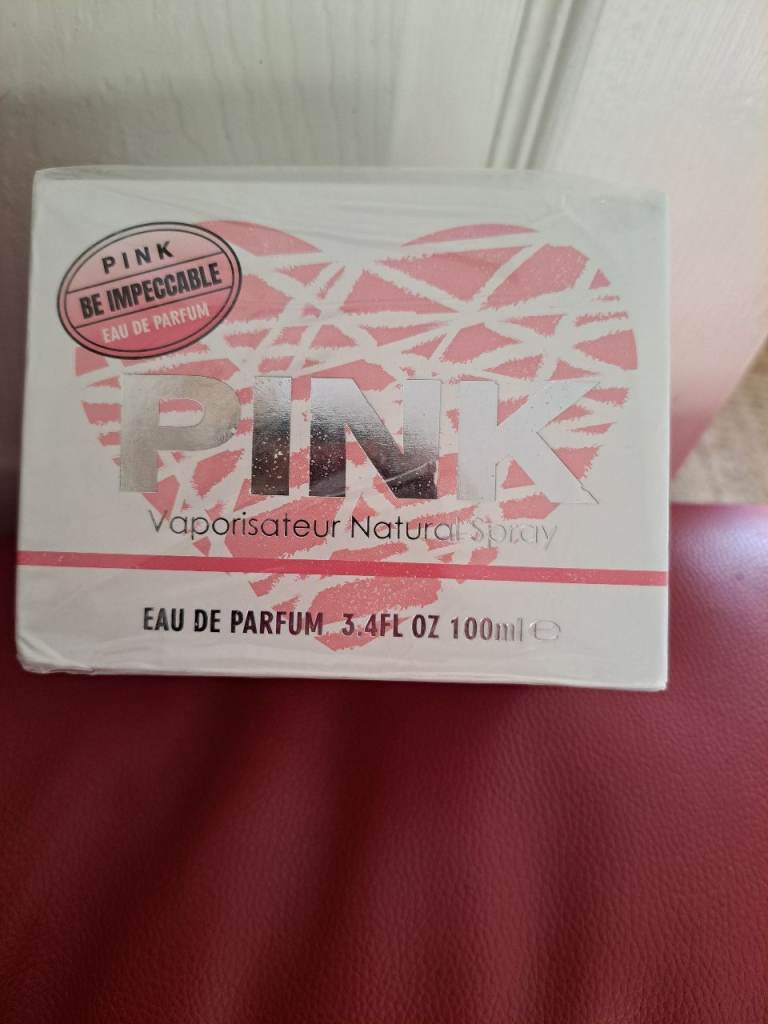 PINK
BE IMPECCABLE
EAU DE PARFUM
PINK
Vaporisateur Natural Spray
EAU DE PARFUM 3.4FL OZ 100ml ℮